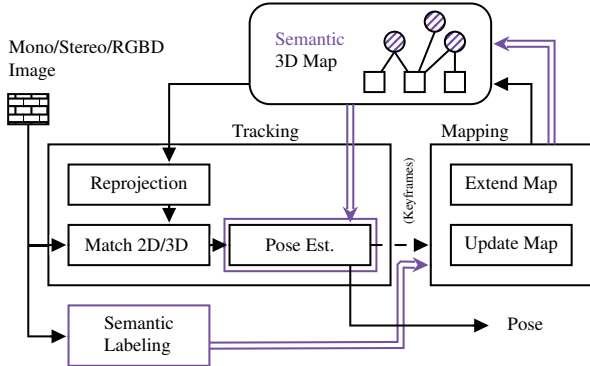 Mono/Stereo/RGBD
Image
Semantic
3D Map
Tracking
Mapping
Reprojection
Match 2D/3D
Pose Est.
(Keyframes)
Extend Map
Update Map
Semantic
Labeling
Pose